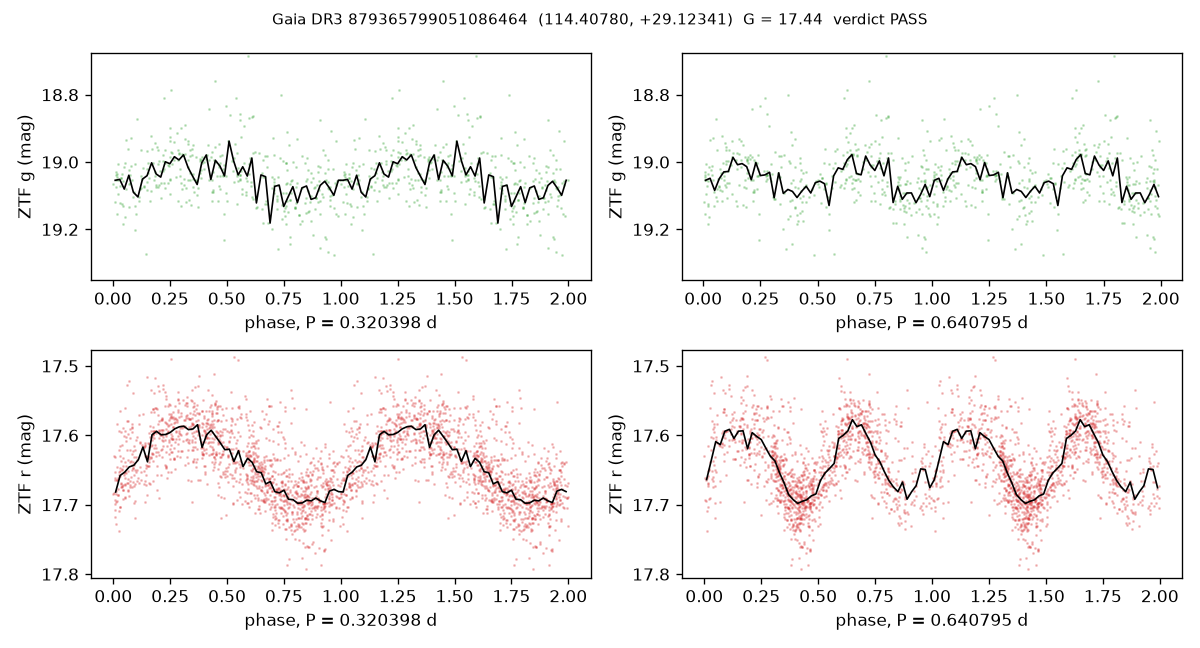 Gaia DR3 879365799051086464  (114.40780, +29.12341)  G = 17.44  verdict PASS
ZTF g (mag)
18.8
19.0
19.2
0.00 0.25 0.50 0.75 1.00 1.25 1.50 1.75 2.00
phase, P = 0.320398 d
ZTF g (mag)
18.8
19.0
19.2
0.00 0.25 0.50 0.75 1.00 1.25 1.50 1.75 2.00
phase, P = 0.640795 d
ZTF r (mag)
17.5
17.6
17.7
17.8
0.00 0.25 0.50 0.75 1.00 1.25 1.50 1.75 2.00
phase, P = 0.320398 d
ZTF r (mag)
17.5
17.6
17.7
17.8
0.00 0.25 0.50 0.75 1.00 1.25 1.50 1.75 2.00
phase, P = 0.640795 d